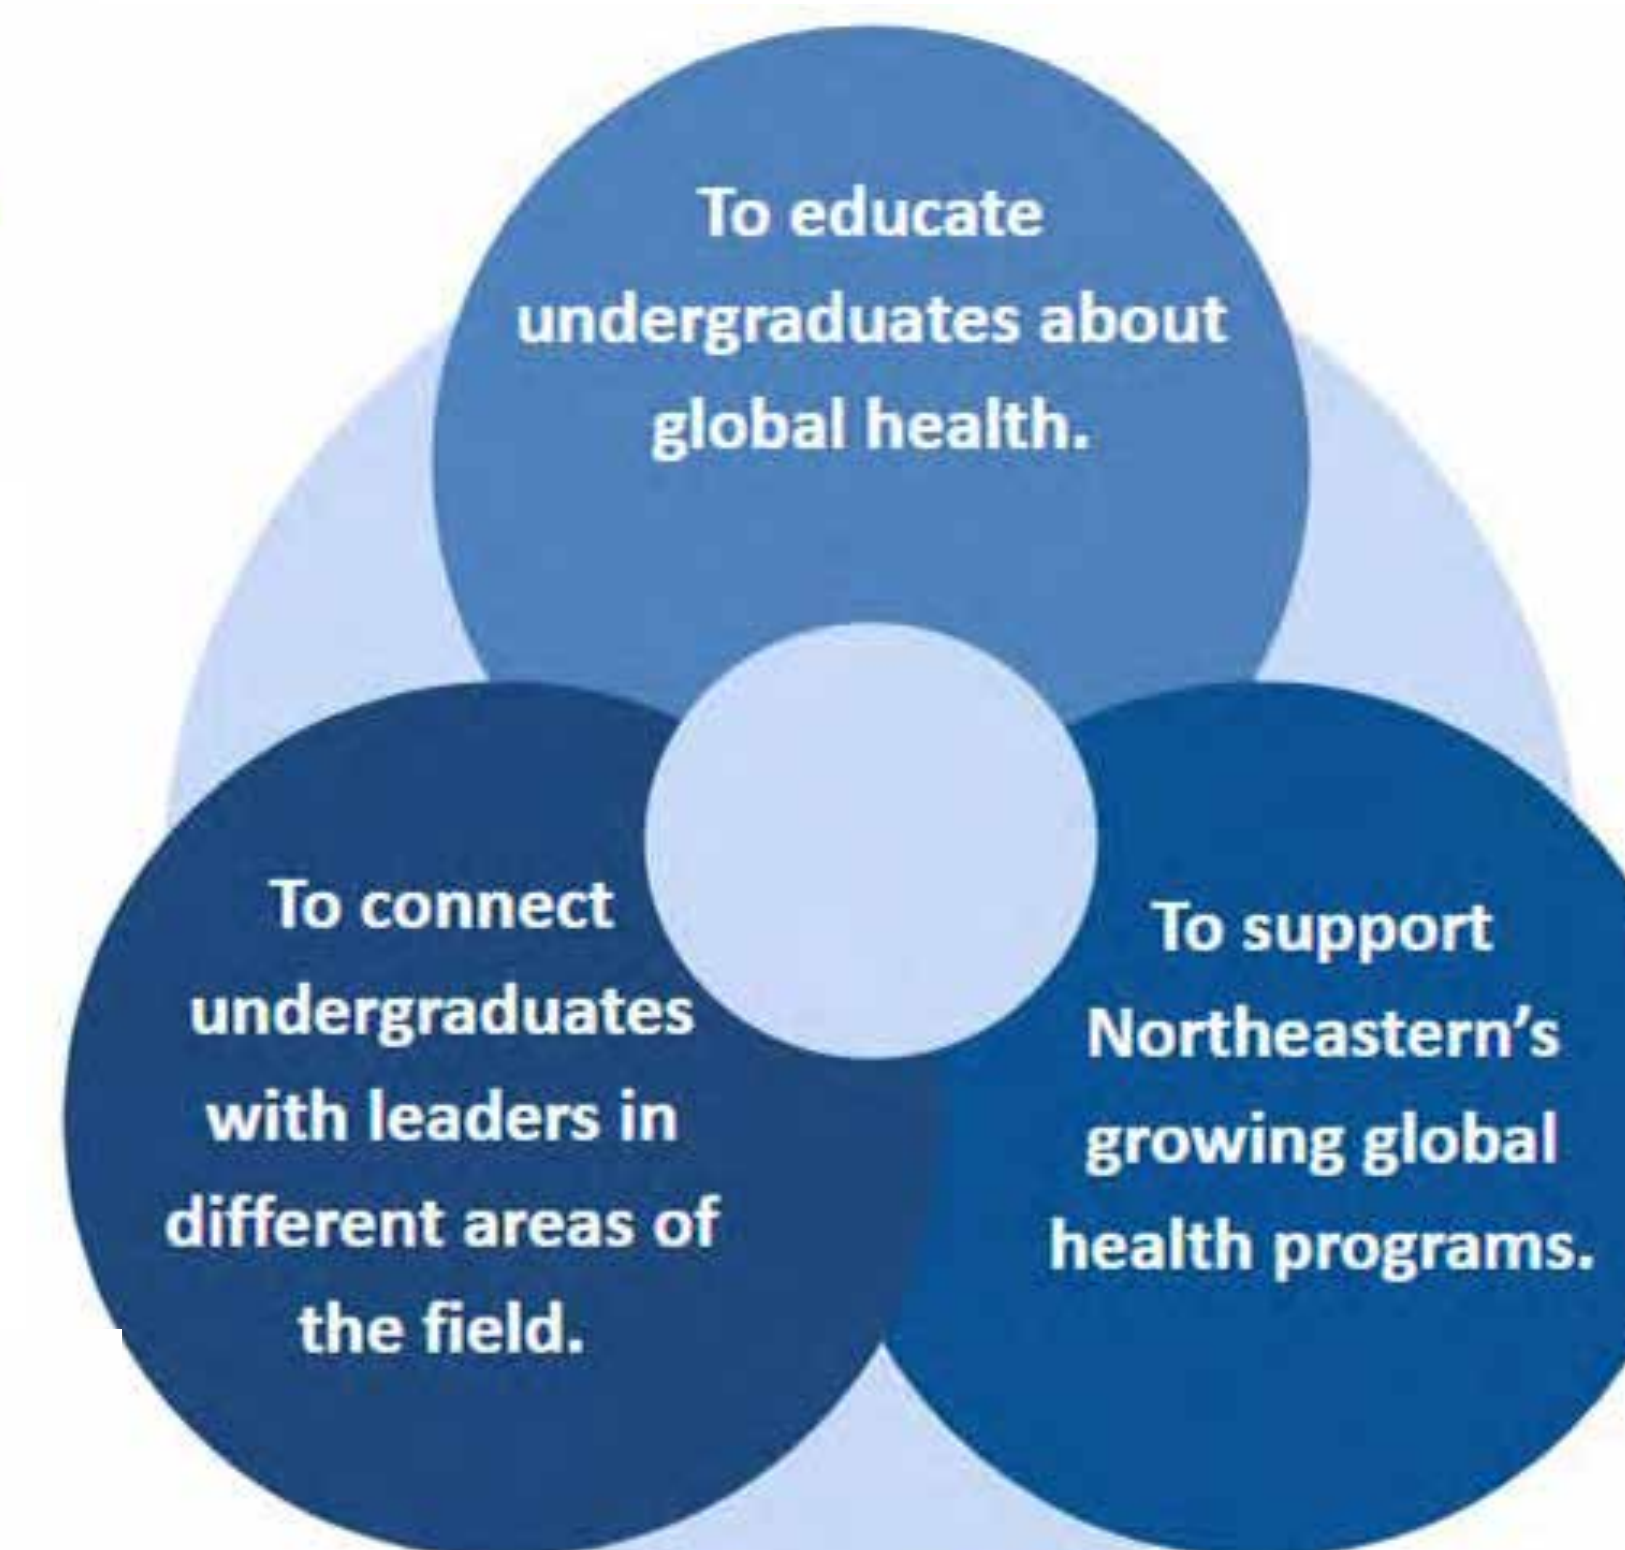 To educate
undergraduates about
global health.
To connect
undergraduates
with leaders in
different areas of
the field.
To support
Northeastern’s
growing global
health programs.